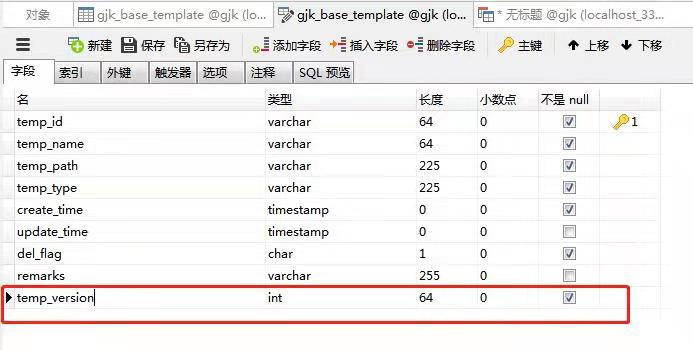 对象 gjk_base_template @gjk (lo... gjk_base_template @gjk (lo... * 无标题 @gjk (localhost_33...
新建 保存 另存为 添加字段 插入字段 删除字段 主键 上移 下移
字段 索引 外键 触发器 选项 注释 SQL 预览
名 类型 长度 小数点 不是 null
temp_id varchar 64 0 1
temp_name varchar 64 0
temp_path varchar 225 0
temp_type varchar 225 0
create_time timestamp 0 0
update_time timestamp 0 0
del_flag char 1 0
remarks varchar 255 0
temp_version int 64 0